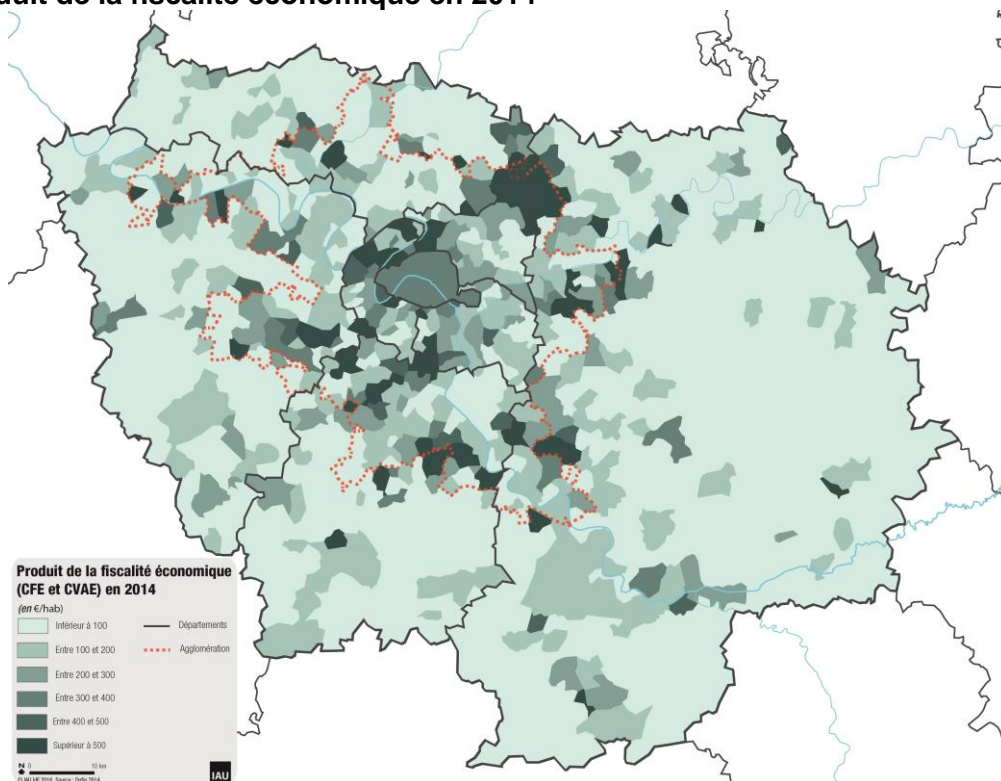 duit de la fiscalité économique en 2014
Produit de la fiscalité économique
(CFE et CVAE) en 2014
(en €/hab)
Inférieur à 100
Entre 100 et 200
Entre 200 et 300
Entre 300 et 400
Entre 400 et 500
Supérieur à 500
Départements
Agglomération
N 0 10 km
IAU